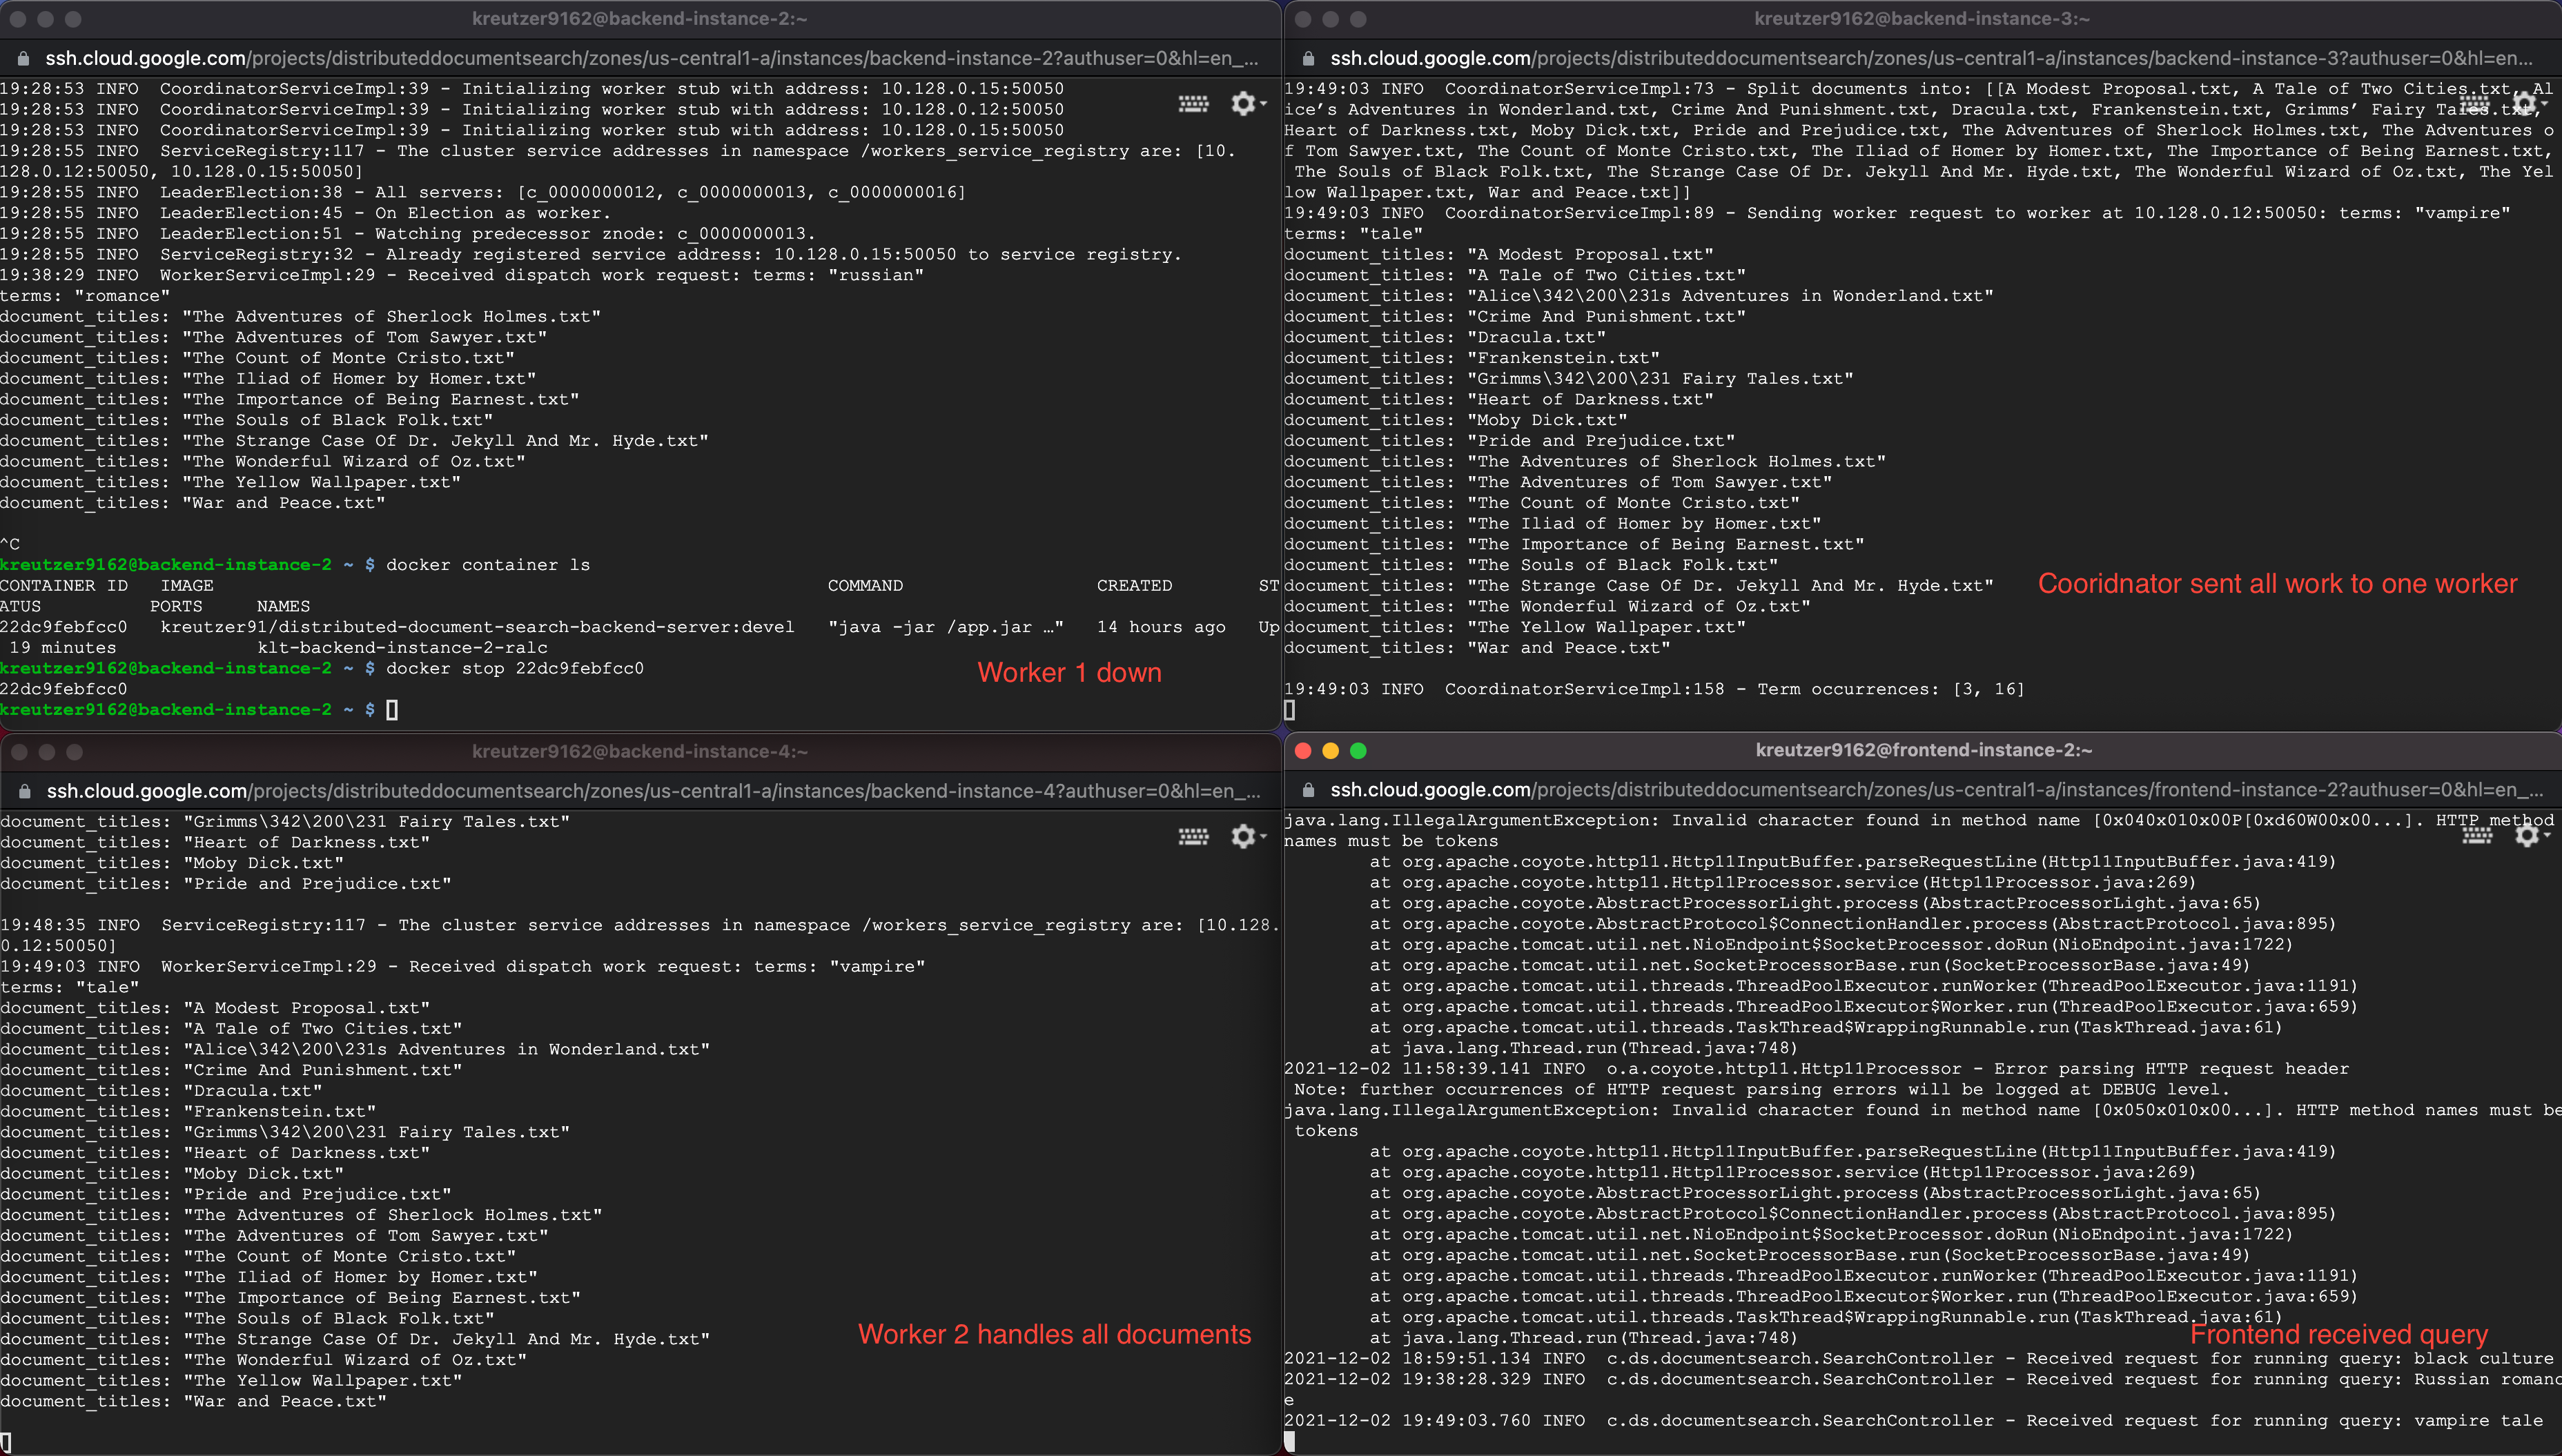 kreutzer9162@backend-instance-2:~
ssh.cloud.google.com/projects/distributeddocumentsearch/zones/us-central1-a/instances/backend-instance-2?authuser=0&hl=en_...
19:28:53 INFO  CoordinatorServiceImpl:39 - Initializing worker stub with address: 10.128.0.15:50050
19:28:53 INFO  CoordinatorServiceImpl:39 - Initializing worker stub with address: 10.128.0.12:50050
19:28:53 INFO  CoordinatorServiceImpl:39 - Initializing worker stub with address: 10.128.0.15:50050
19:28:55 INFO  ServiceRegistry:117 - The cluster service addresses in namespace /workers_service_registry are: [10.
128.0.12:50050, 10.128.0.15:50050]
19:28:55 INFO  LeaderElection:38 - All servers: [c_0000000012, c_0000000013, c_0000000016]
19:28:55 INFO  LeaderElection:45 - On Election as worker.
19:28:55 INFO  LeaderElection:51 - Watching predecessor znode: c_0000000013.
19:28:55 INFO  ServiceRegistry:32 - Already registered service address: 10.128.0.15:50050 to service registry.
19:38:29 INFO  WorkerServiceImpl:29 - Received dispatch work request: terms: "russian"
terms: "romance"
document_titles: "The Adventures of Sherlock Holmes.txt"
document_titles: "The Adventures of Tom Sawyer.txt"
document_titles: "The Count of Monte Cristo.txt"
document_titles: "The Iliad of Homer by Homer.txt"
document_titles: "The Importance of Being Earnest.txt"
document_titles: "The Souls of Black Folk.txt"
document_titles: "The Strange Case Of Dr. Jekyll And Mr. Hyde.txt"
document_titles: "The Wonderful Wizard of Oz.txt"
document_titles: "The Yellow Wallpaper.txt"
document_titles: "War and Peace.txt"
^C
kreutzer9162@backend-instance-2 ~ $ docker container ls
CONTAINER ID   IMAGE   COMMAND   CREATED   ST
ATUS   PORTS   NAMES
22dc9febfcc0   kreutzer91/distributed-document-search-backend-server:devel   "java -jar /app.jar …"   14 hours ago   Up
19 minutes   klt-backend-instance-2-ralc
kreutzer9162@backend-instance-2 ~ $ docker stop 22dc9febfcc0
Worker 1 down
22dc9febfcc0
kreutzer9162@backend-instance-2 ~ $
kreutzer9162@backend-instance-3:~
ssh.cloud.google.com/projects/distributeddocumentsearch/zones/us-central1-a/instances/backend-instance-3?authuser=0&hl=en...
19:49:03 INFO  CoordinatorServiceImpl:73 - Split documents into: [[A Modest Proposal.txt, A Tale of Two Cities.txt, Al
ice’s Adventures in Wonderland.txt, Crime And Punishment.txt, Dracula.txt, Frankenstein.txt, Grimms’ Fairy Tales.txt,
Heart of Darkness.txt, Moby Dick.txt, Pride and Prejudice.txt, The Adventures of Sherlock Holmes.txt, The Adventures o
f Tom Sawyer.txt, The Count of Monte Cristo.txt, The Iliad of Homer by Homer.txt, The Importance of Being Earnest.txt,
The Souls of Black Folk.txt, The Strange Case Of Dr. Jekyll And Mr. Hyde.txt, The Wonderful Wizard of Oz.txt, The Yel
low Wallpaper.txt, War and Peace.txt]]
19:49:03 INFO  CoordinatorServiceImpl:89 - Sending worker request to worker at 10.128.0.12:50050: terms: "vampire"
terms: "tale"
document_titles: "A Modest Proposal.txt"
document_titles: "A Tale of Two Cities.txt"
document_titles: "Alice\342\200\231s Adventures in Wonderland.txt"
document_titles: "Crime And Punishment.txt"
document_titles: "Dracula.txt"
document_titles: "Frankenstein.txt"
document_titles: "Grimms\342\200\231 Fairy Tales.txt"
document_titles: "Heart of Darkness.txt"
document_titles: "Moby Dick.txt"
document_titles: "Pride and Prejudice.txt"
document_titles: "The Adventures of Sherlock Holmes.txt"
document_titles: "The Adventures of Tom Sawyer.txt"
document_titles: "The Count of Monte Cristo.txt"
document_titles: "The Iliad of Homer by Homer.txt"
document_titles: "The Importance of Being Earnest.txt"
document_titles: "The Souls of Black Folk.txt"
document_titles: "The Strange Case Of Dr. Jekyll And Mr. Hyde.txt"
Cooridnator sent all work to one worker
document_titles: "The Wonderful Wizard of Oz.txt"
document_titles: "The Yellow Wallpaper.txt"
document_titles: "War and Peace.txt"
19:49:03 INFO  CoordinatorServiceImpl:158 - Term occurrences: [3, 16]
kreutzer9162@backend-instance-4:~
ssh.cloud.google.com/projects/distributeddocumentsearch/zones/us-central1-a/instances/backend-instance-4?authuser=0&hl=en_...
document_titles: "Grimms\342\200\231 Fairy Tales.txt"
document_titles: "Heart of Darkness.txt"
document_titles: "Moby Dick.txt"
document_titles: "Pride and Prejudice.txt"
19:48:35 INFO  ServiceRegistry:117 - The cluster service addresses in namespace /workers_service_registry are: [10.128.
0.12:50050]
19:49:03 INFO  WorkerServiceImpl:29 - Received dispatch work request: terms: "vampire"
terms: "tale"
document_titles: "A Modest Proposal.txt"
document_titles: "A Tale of Two Cities.txt"
document_titles: "Alice\342\200\231s Adventures in Wonderland.txt"
document_titles: "Crime And Punishment.txt"
document_titles: "Dracula.txt"
document_titles: "Frankenstein.txt"
document_titles: "Grimms\342\200\231 Fairy Tales.txt"
document_titles: "Heart of Darkness.txt"
document_titles: "Moby Dick.txt"
document_titles: "Pride and Prejudice.txt"
document_titles: "The Adventures of Sherlock Holmes.txt"
document_titles: "The Adventures of Tom Sawyer.txt"
document_titles: "The Count of Monte Cristo.txt"
document_titles: "The Iliad of Homer by Homer.txt"
document_titles: "The Importance of Being Earnest.txt"
document_titles: "The Souls of Black Folk.txt"
document_titles: "The Strange Case Of Dr. Jekyll And Mr. Hyde.txt"
Worker 2 handles all documents
document_titles: "The Wonderful Wizard of Oz.txt"
document_titles: "The Yellow Wallpaper.txt"
document_titles: "War and Peace.txt"
kreutzer9162@frontend-instance-2:~
ssh.cloud.google.com/projects/distributeddocumentsearch/zones/us-central1-a/instances/frontend-instance-2?authuser=0&hl=en_...
java.lang.IllegalArgumentException: Invalid character found in method name [0x040x010x00P[0xd60W00x00...]. HTTP method
names must be tokens
at org.apache.coyote.http11.Http11InputBuffer.parseRequestLine(Http11InputBuffer.java:419)
at org.apache.coyote.http11.Http11Processor.service(Http11Processor.java:269)
at org.apache.coyote.AbstractProcessorLight.process(AbstractProcessorLight.java:65)
at org.apache.coyote.AbstractProtocol$ConnectionHandler.process(AbstractProtocol.java:895)
at org.apache.tomcat.util.net.NioEndpoint$SocketProcessor.doRun(NioEndpoint.java:1722)
at org.apache.tomcat.util.net.SocketProcessorBase.run(SocketProcessorBase.java:49)
at org.apache.tomcat.util.threads.ThreadPoolExecutor.runWorker(ThreadPoolExecutor.java:1191)
at org.apache.tomcat.util.threads.ThreadPoolExecutor$Worker.run(ThreadPoolExecutor.java:659)
at org.apache.tomcat.util.threads.TaskThread$WrappingRunnable.run(TaskThread.java:61)
at java.lang.Thread.run(Thread.java:748)
2021-12-02 11:58:39.141 INFO  o.a.coyote.http11.Http11Processor - Error parsing HTTP request header
Note: further occurrences of HTTP request parsing errors will be logged at DEBUG level.
java.lang.IllegalArgumentException: Invalid character found in method name [0x050x010x00...]. HTTP method names must be
tokens
at org.apache.coyote.http11.Http11InputBuffer.parseRequestLine(Http11InputBuffer.java:419)
at org.apache.coyote.http11.Http11Processor.service(Http11Processor.java:269)
at org.apache.coyote.AbstractProcessorLight.process(AbstractProcessorLight.java:65)
at org.apache.coyote.AbstractProtocol$ConnectionHandler.process(AbstractProtocol.java:895)
at org.apache.tomcat.util.net.NioEndpoint$SocketProcessor.doRun(NioEndpoint.java:1722)
at org.apache.tomcat.util.net.SocketProcessorBase.run(SocketProcessorBase.java:49)
at org.apache.tomcat.util.threads.ThreadPoolExecutor.runWorker(ThreadPoolExecutor.java:1191)
at org.apache.tomcat.util.threads.ThreadPoolExecutor$Worker.run(ThreadPoolExecutor.java:659)
at org.apache.tomcat.util.threads.TaskThread$WrappingRunnable.run(TaskThread.java:61)
at java.lang.Thread.run(Thread.java:748)
Frontend received query
2021-12-02 18:59:51.134 INFO  c.ds.documentsearch.SearchController - Received request for running query: black culture
2021-12-02 19:38:28.329 INFO  c.ds.documentsearch.SearchController - Received request for running query: Russian romanc
e
2021-12-02 19:49:03.760 INFO  c.ds.documentsearch.SearchController - Received request for running query: vampire tale